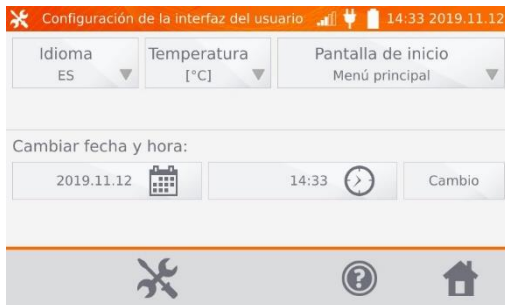 Configuración de la interfaz del usuario 14:33 2019.11.12
Idioma Temperatura Pantalla de inicio
ES [°C] Menú principal
Cambiar fecha y hora:
2019.11.12 14:33 Cambio
?